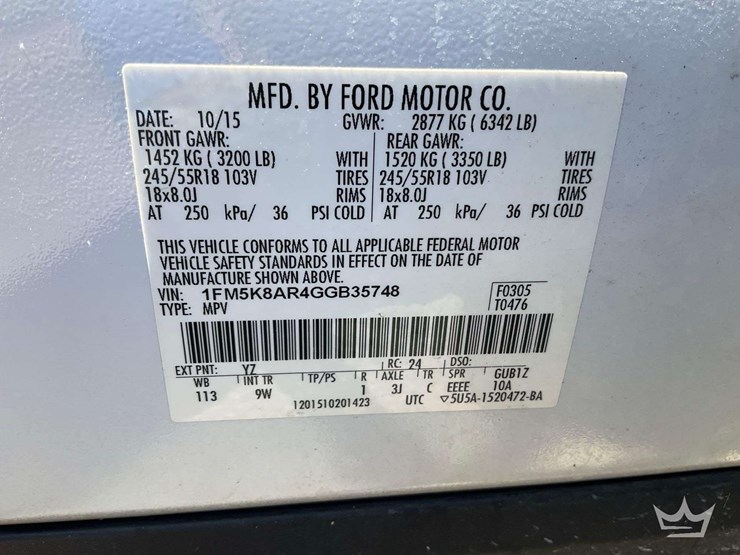 MFD. BY FORD MOTOR CO.
DATE: 10/15 GVWR: 2877 KG ( 6342 LB)
FRONT GAWR: REAR GAWR:
1452 KG ( 3200 LB) WITH 1520 KG ( 3350 LB) WITH
245/55R18 103V TIRES 245/55R18 103V TIRES
18x8.0J RIMS 18x8.0J RIMS
AT 250 kPa/ 36 PSI COLD AT 250 kPa/ 36 PSI COLD
THIS VEHICLE CONFORMS TO ALL APPLICABLE FEDERAL MOTOR
VEHICLE SAFETY STANDARDS IN EFFECT ON THE DATE OF
MANUFACTURE SHOWN ABOVE.
VIN: 1FM5K8AR4GGB35748 F0305
TYPE: MPV T0476
EXT PNT: YZ RC: 24 DSO:
WB INT TR TP/PS R AXLE TR SPR GUB1Z
113 9W 1 3J C EEEE 10A
1201510201423 UTC ▽5U5A-1520472-BA